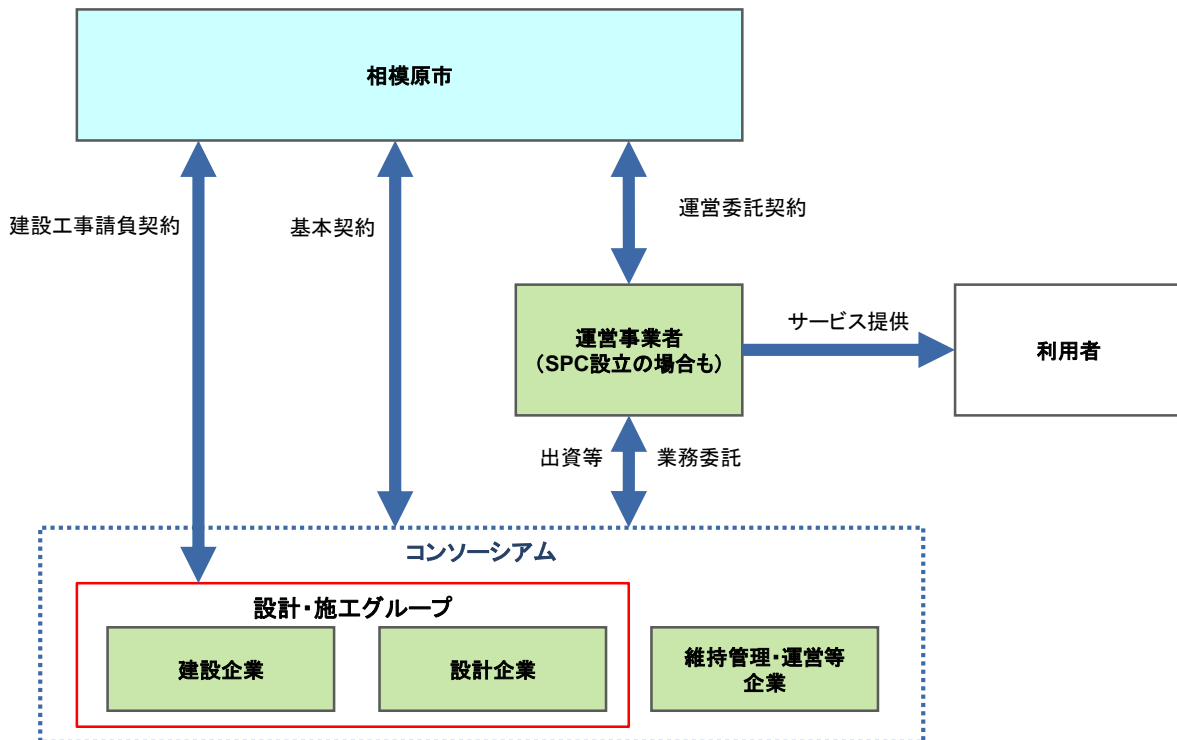 相模原市
建設工事請負契約
基本契約
運営委託契約
運営事業者
（SPC設立の場合も）
サービス提供
利用者
出資等
業務委託
コンソーシアム
設計・施工グループ
建設企業
設計企業
維持管理・運営等
企業